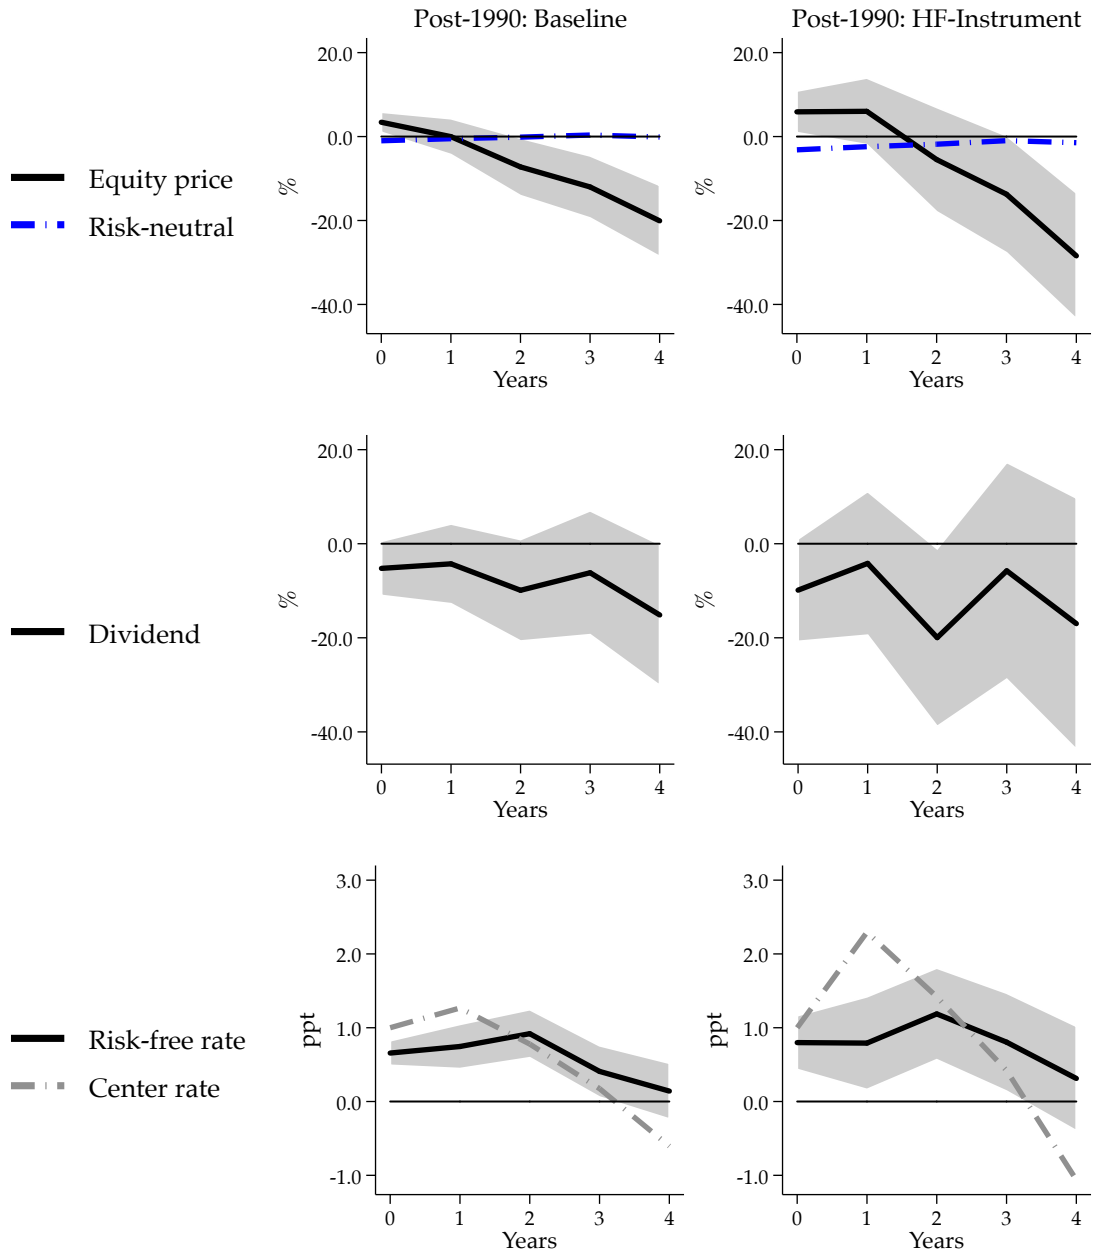 Post-1990: Baseline
Post-1990: HF-Instrument
Equity price
Risk-neutral
%
20.0
0.0
-20.0
-40.0
0 1 2 3 4
Years
%
20.0
0.0
-20.0
-40.0
0 1 2 3 4
Years
Dividend
%
20.0
0.0
-20.0
-40.0
0 1 2 3 4
Years
%
20.0
0.0
-20.0
-40.0
0 1 2 3 4
Years
Risk-free rate
Center rate
ppt
3.0
2.0
1.0
0.0
-1.0
0 1 2 3 4
Years
ppt
3.0
2.0
1.0
0.0
-1.0
0 1 2 3 4
Years